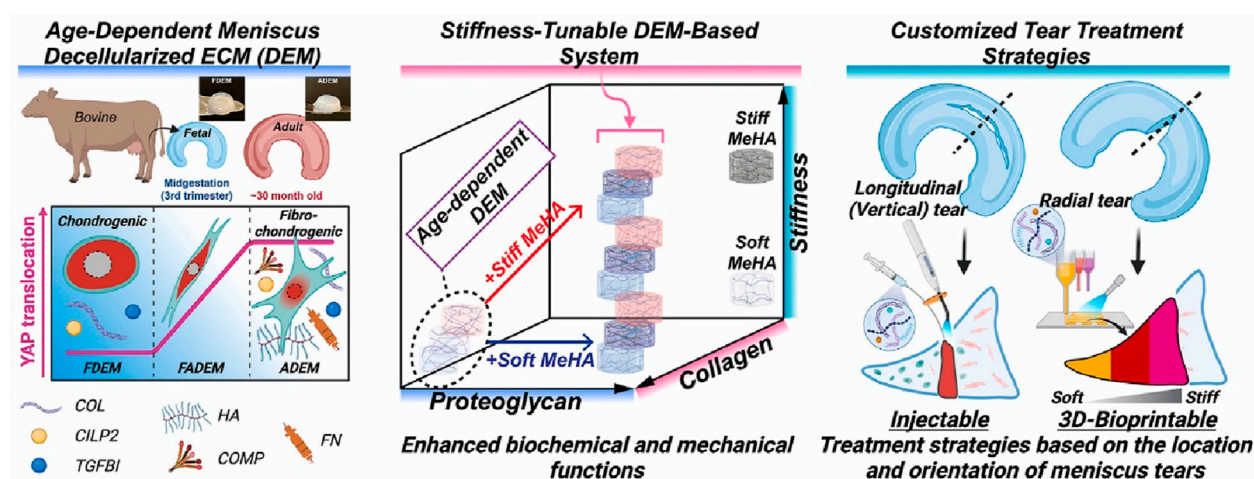 Age-Dependent Meniscus
Decellularized ECM (DEM)
FDEM
ADEM
Bovine
Fetal
Adult
Midgestation
(3rd trimester)
~30 month old
YAP translocation
Chondrogenic
Fibro-
chondrogenic
FDEM
FADEM
ADEM
COL
CILP2
TGFBI
HA
COMP
FN
Stiffness-Tunable DEM-Based
System
Age-dependent
DEM
+Stiff MeHA
+Soft MeHA
Stiff
MeHA
Soft
MeHA
Stiffness
Collagen
Proteoglycan
Enhanced biochemical and mechanical
functions
Customized Tear Treatment
Strategies
Longitudinal
(Vertical) tear
Radial tear
Soft
Stiff
Injectable
3D-Bioprintable
Treatment strategies based on the location
and orientation of meniscus tears